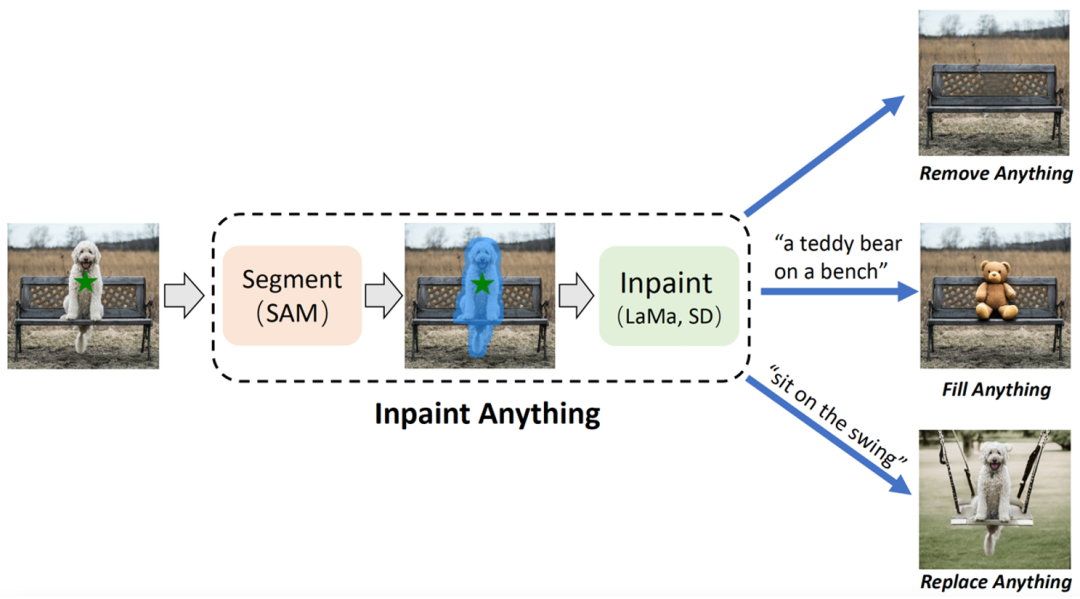 Remove Anything
“a teddy bear
on a bench”
Segment
（SAM）
Inpaint
（LaMa, SD）
Fill Anything
Inpaint Anything
“sit on the swing”
Replace Anything